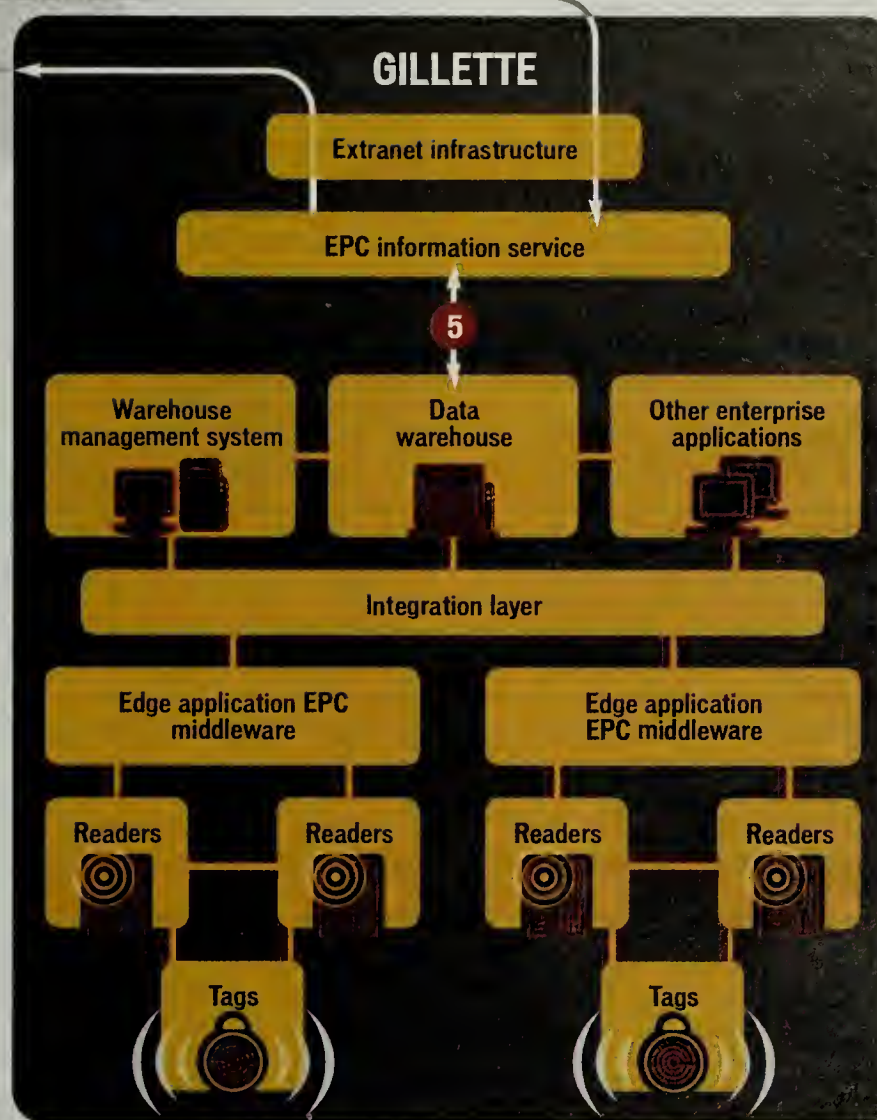 GILLETTE
Extranet infrastructure
EPC information service
5
Warehouse
management system
Data
warehouse
Other enterprise
applications
Integration layer
Edge application EPC
middleware
Edge application
EPC middleware
Readers
Readers
Readers
Readers
Tags
Tags